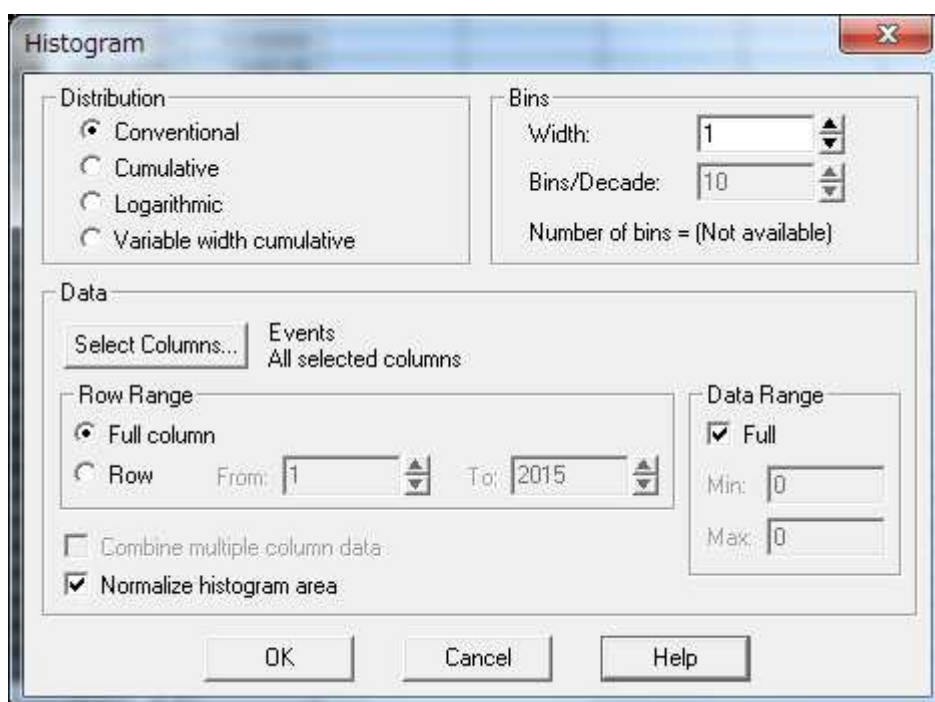 Histogram
Distribution
Conventional
Cumulative
Logarithmic
Variable width cumulative
Bins
Width: 1
Bins/Decade: 10
Number of bins = (Not available)
Data
Select Columns...
Events
All selected columns
Row Range
Full column
Row From: 1 To: 2015
Data Range
Full
Min: 0
Max: 0
Combine multiple column data
Normalize histogram area
OK Cancel Help